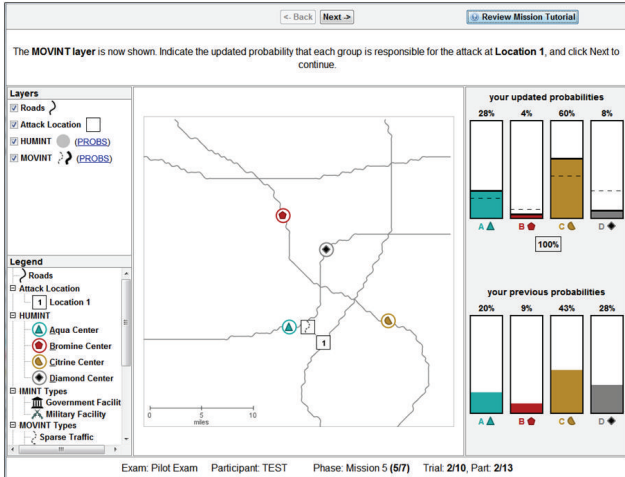 <- Back
Next ->
Review Mission Tutorial
The MOVINT layer is now shown. Indicate the updated probability that each group is responsible for the attack at Location 1, and click Next to
continue.
Layers
Roads
Attack Location
HUMINT (PROBS)
MOVINT (PROBS)
Legend
Roads
Attack Location
1 Location 1
HUMINT
Aqua Center
Bromine Center
Citrine Center
Diamond Center
IMINT Types
Government Facilit
Military Facility
MOVINT Types
Sparse Traffic
1
0 5 10
miles
your updated probabilities
28% 4% 60% 8%
A B C D
100%
your previous probabilities
20% 9% 43% 28%
A B C D
Exam: Pilot Exam Participant: TEST Phase: Mission 5 (5/7) Trial: 2/10, Part: 2/13